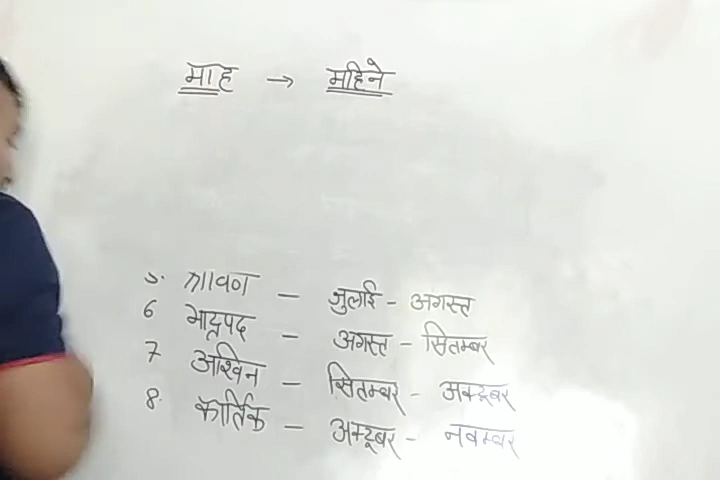 माह → महिने
5. श्रावण – जुलाई - अगस्त
6 भाद्रपद – अगस्त - सितम्बर
7 अश्विन – सितम्बर - अक्टूबर
8. कार्तिक – अक्टूबर - नवम्बर